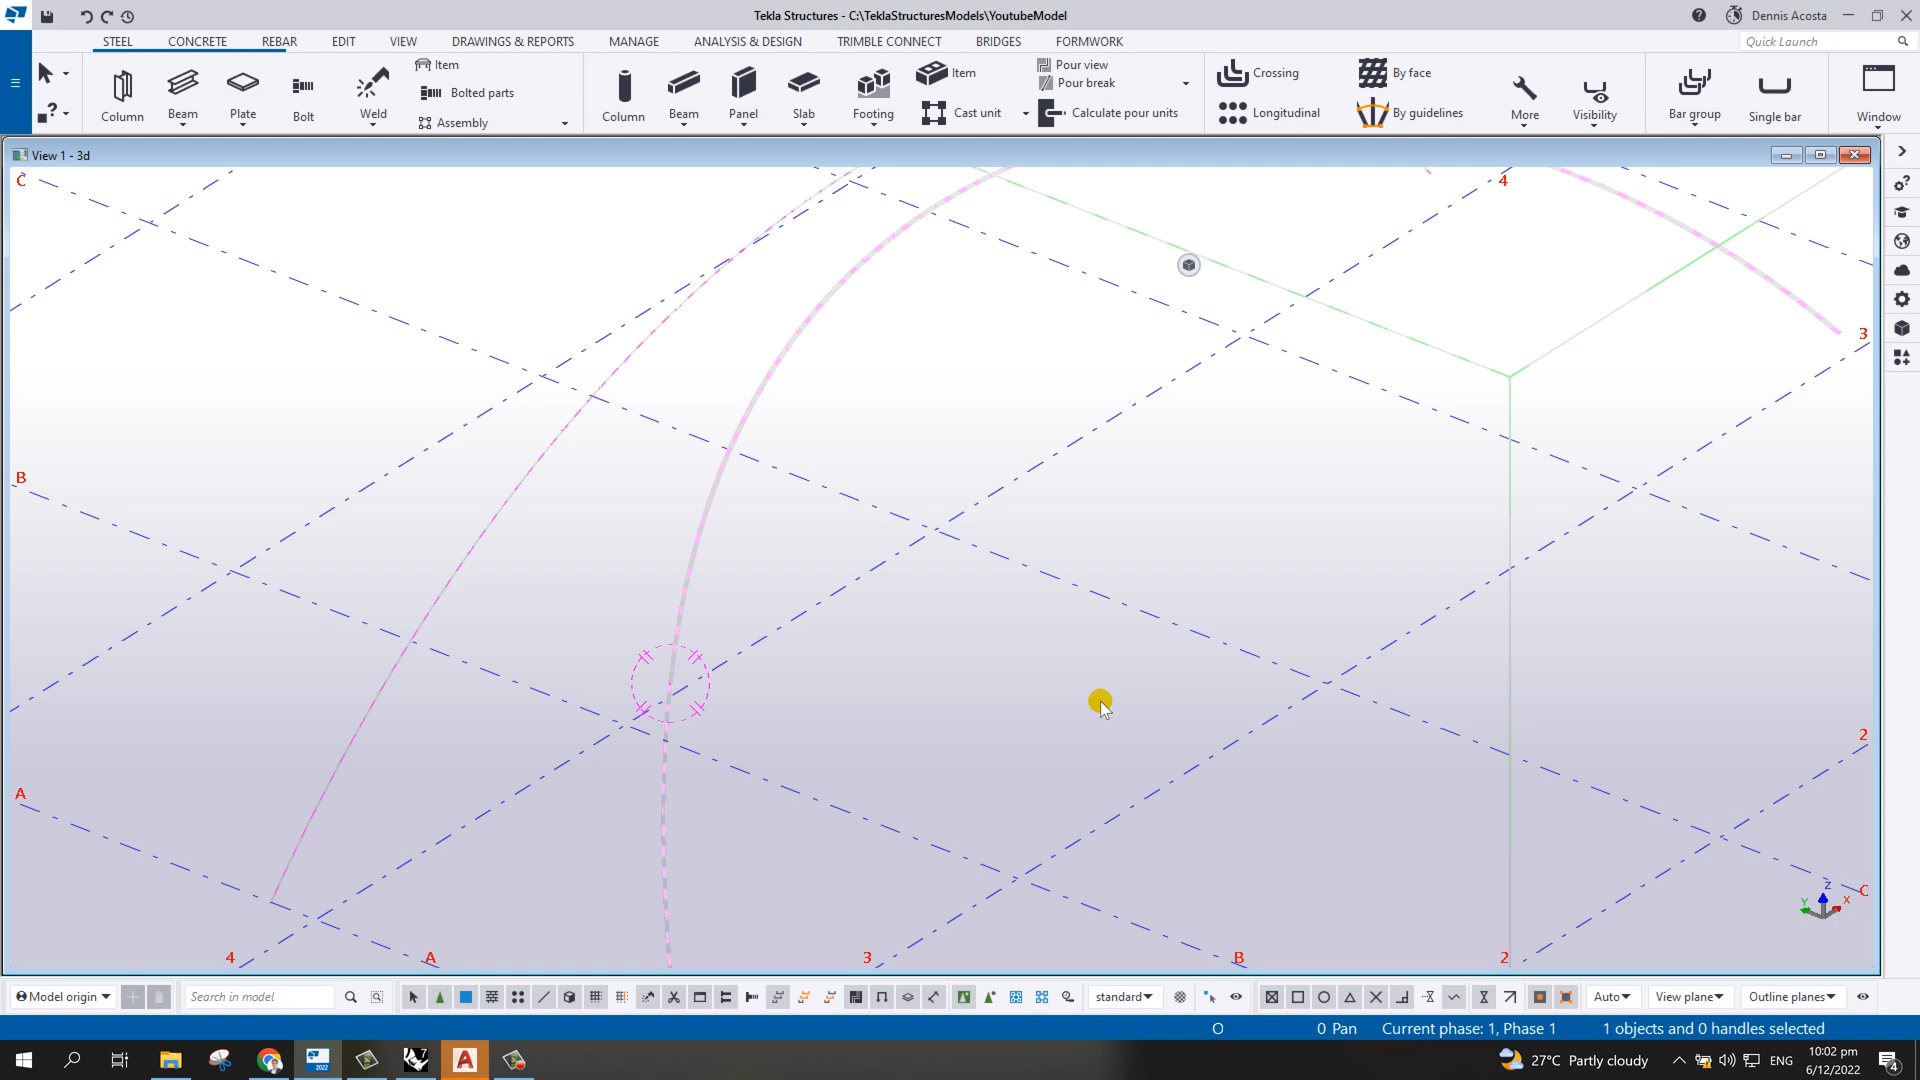 Tekla Structures - C:\TeklaStructuresModels\YoutubeModel
Dennis Acosta
STEEL CONCRETE REBAR EDIT VIEW DRAWINGS & REPORTS MANAGE ANALYSIS & DESIGN TRIMBLE CONNECT BRIDGES FORMWORK
Quick Launch
Column
Beam
Plate
Bolt
Weld
Item
Bolted parts
Assembly
Column
Beam
Panel
Slab
Footing
Item
Cast unit
Pour view
Pour break
Calculate pour units
Crossing
Longitudinal
By face
By guidelines
More
Visibility
Bar group
Single bar
Window
View 1 - 3d
C
4
3
B
2
A
Z
Y
X
C
4
A
3
B
2
Model origin
Search in model
standard
Auto
View plane
Outline planes
O
0 Pan
Current phase: 1, Phase 1
1 objects and 0 handles selected
2022
A
27°C Partly cloudy
ENG
10:02 pm
6/12/2022
4